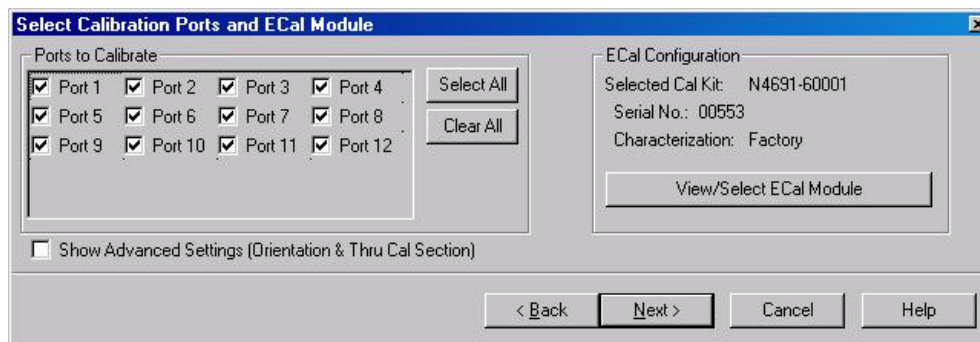 Select Calibration Ports and ECal Module
Ports to Calibrate
Port 1 Port 2 Port 3 Port 4
Port 5 Port 6 Port 7 Port 8
Port 9 Port 10 Port 11 Port 12
Select All
Clear All
ECal Configuration
Selected Cal Kit: N4691-60001
Serial No.: 00553
Characterization: Factory
View/Select ECal Module
Show Advanced Settings (Orientation & Thru Cal Section)
< Back
Next >
Cancel
Help